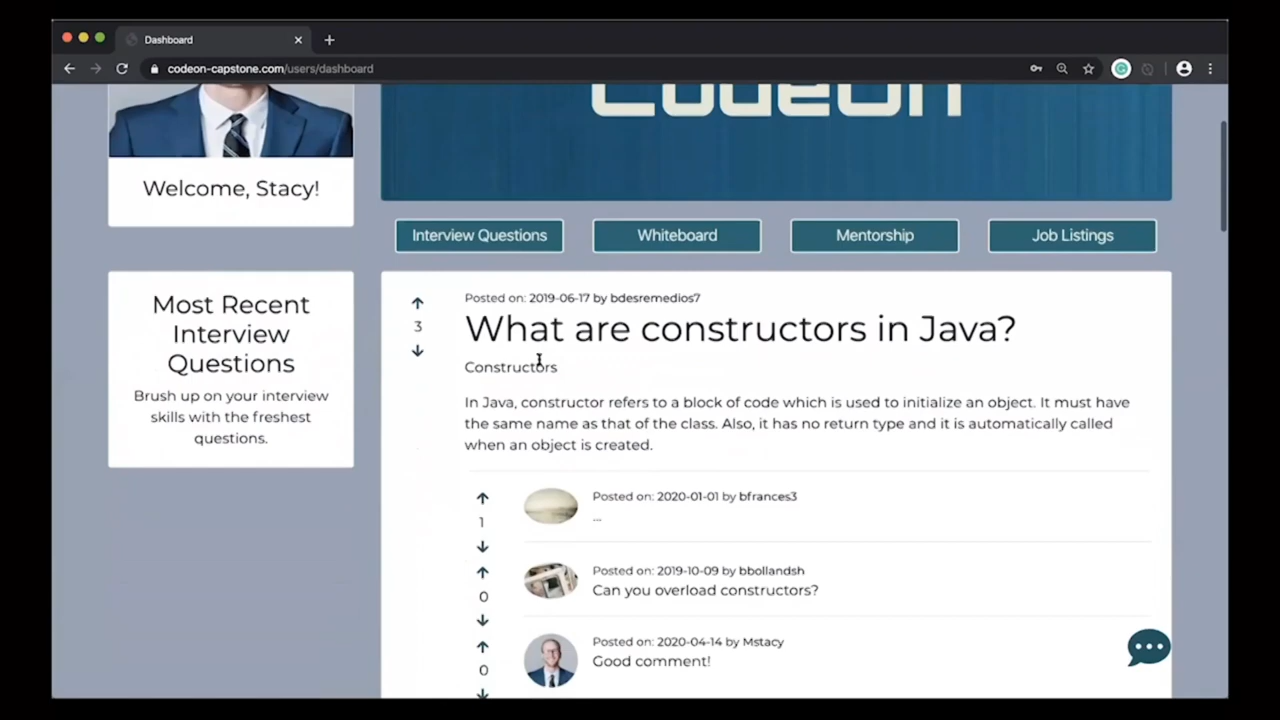 Dashboard
codeon-capstone.com/users/dashboard
CodeOn
Welcome, Stacy!
Interview Questions
Whiteboard
Mentorship
Job Listings
Most Recent
Interview
Questions
Brush up on your interview
skills with the freshest
questions.
3
Posted on: 2019-06-17 by bdesremedios7
What are constructors in Java?
Constructors
In Java, constructor refers to a block of code which is used to initialize an object. It must have
the same name as that of the class. Also, it has no return type and it is automatically called
when an object is created.
1
Posted on: 2020-01-01 by bfrances3
...
0
Posted on: 2019-10-09 by bbollandsh
Can you overload constructors?
0
Posted on: 2020-04-14 by Mstacy
Good comment!